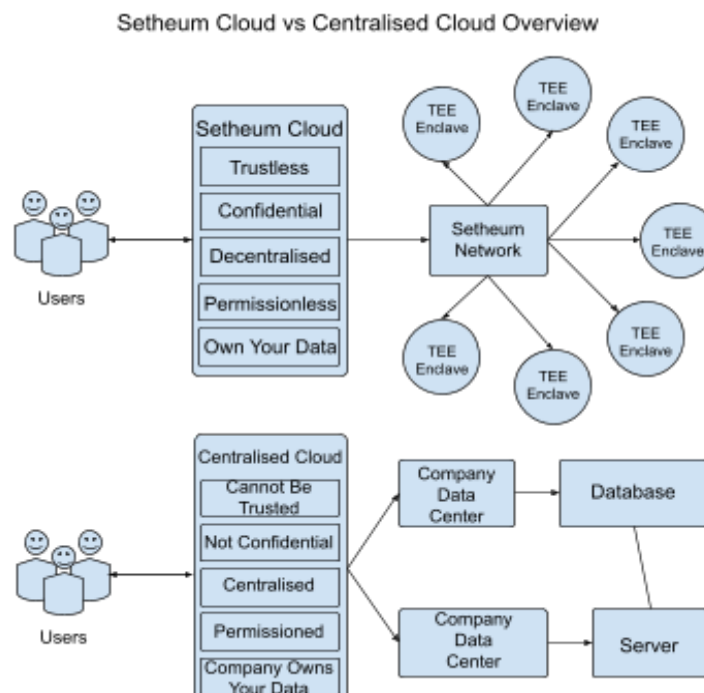 Setheum Cloud vs Centralised Cloud Overview
Setheum Cloud
Trustless
Confidential
Decentralised
Permissionless
Own Your Data
Users
Setheum
Network
TEE
Enclave
TEE
Enclave
TEE
Enclave
TEE
Enclave
TEE
Enclave
TEE
Enclave
TEE
Enclave
Centralised Cloud
Cannot Be
Trusted
Not Confidential
Centralised
Permissioned
Company Owns
Your Data
Users
Company
Data
Center
Database
Company
Data
Center
Server